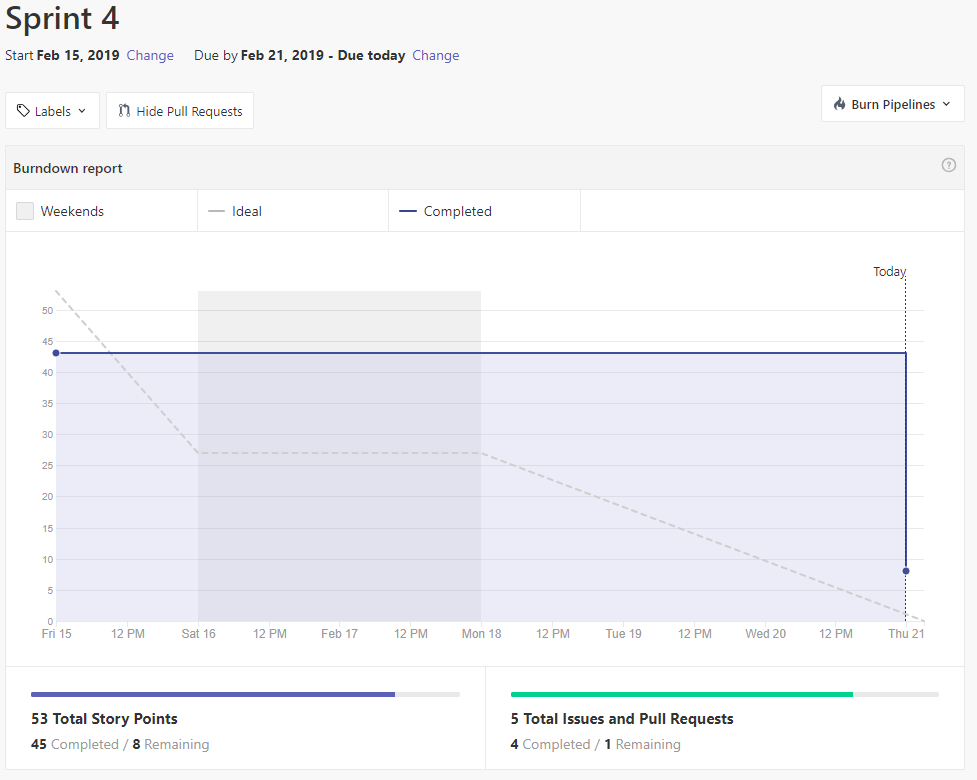 Sprint 4
Start Feb 15, 2019 Change Due by Feb 21, 2019 - Due today Change
Labels Hide Pull Requests Burn Pipelines
Burndown report ?
Weekends Ideal Completed
Today
50
45
40
35
30
25
20
15
10
5
0
Fri 15 12 PM Sat 16 12 PM Feb 17 12 PM Mon 18 12 PM Tue 19 12 PM Wed 20 12 PM Thu 21
53 Total Story Points
45 Completed / 8 Remaining
5 Total Issues and Pull Requests
4 Completed / 1 Remaining